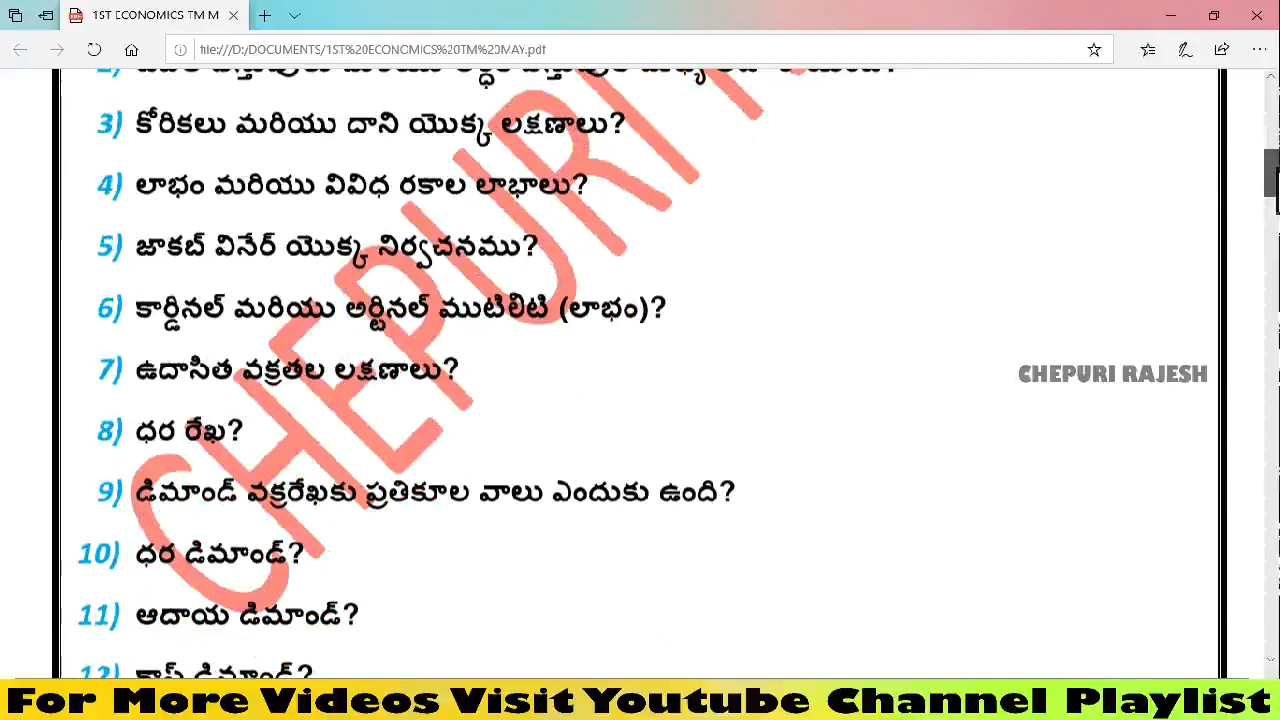 1ST ECONOMICS TM M
file:///D:/DOCUMENTS/1ST%20ECONOMICS%20TM%20MAY.pdf
3) కోరికలు మరియు దాని యొక్క లక్షణాలు?
4) లాభం మరియు వివిధ రకాల లాభాలు?
5) జాకబ్ వినేర్ యొక్క నిర్వచనము?
6) కార్డినల్ మరియు అర్టినల్ ముటిలిటి (లాభం)?
7) ఉదాసిత వక్రతల లక్షణాలు?
CHEPURI RAJESH
8) ధర రేఖ?
9) డిమాండ్ వక్రరేఖకు ప్రతికూల వాలు ఎందుకు ఉంది?
10) ధర డిమాండ్?
11) ఆదాయ డిమాండ్?
12) క్రాస్ డిమాండ్?
CHEPURI
For More Videos Visit Youtube Channel Playlist